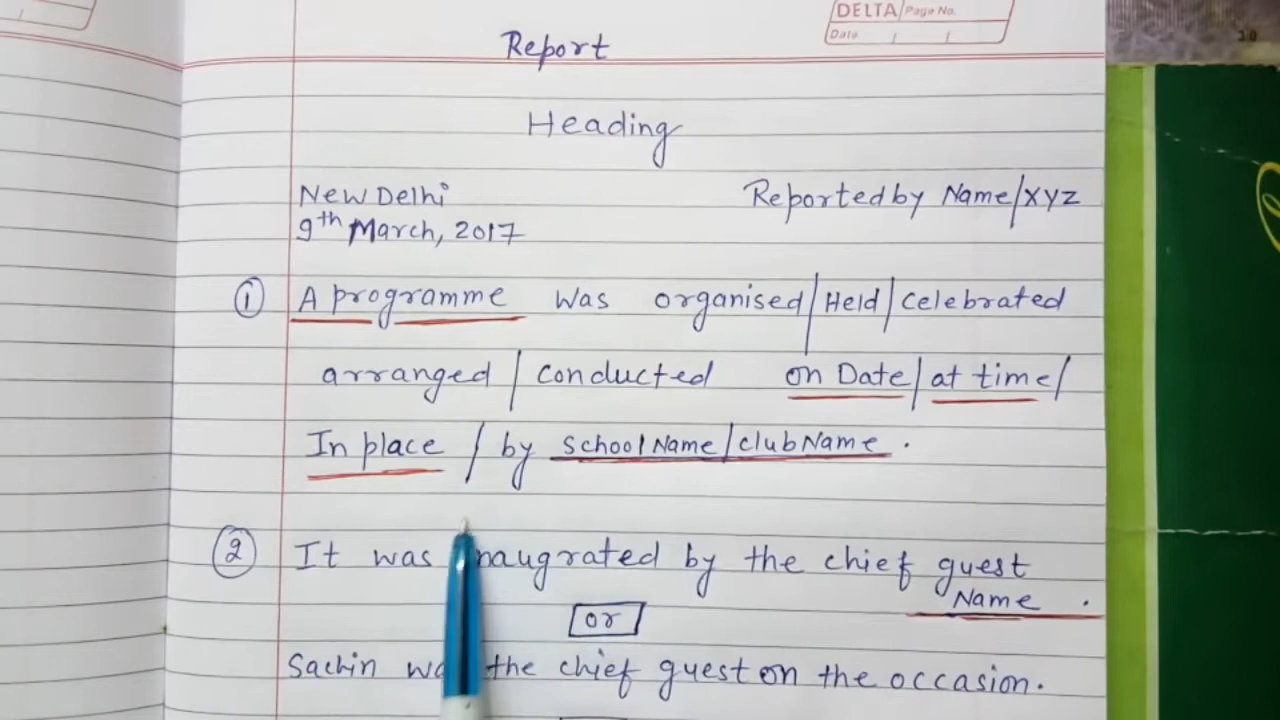 DELTA Page No.
Date / /
Report
Heading
New Delhi
Reported by Name/XYZ
9th March, 2017
① A programme was organised/Held/Celebrated
arranged/conducted on Date/at time/
In place / by School Name/club Name.
② It was naugrated by the chief guest
Name .
or
Sachin the chief guest on the occasion.